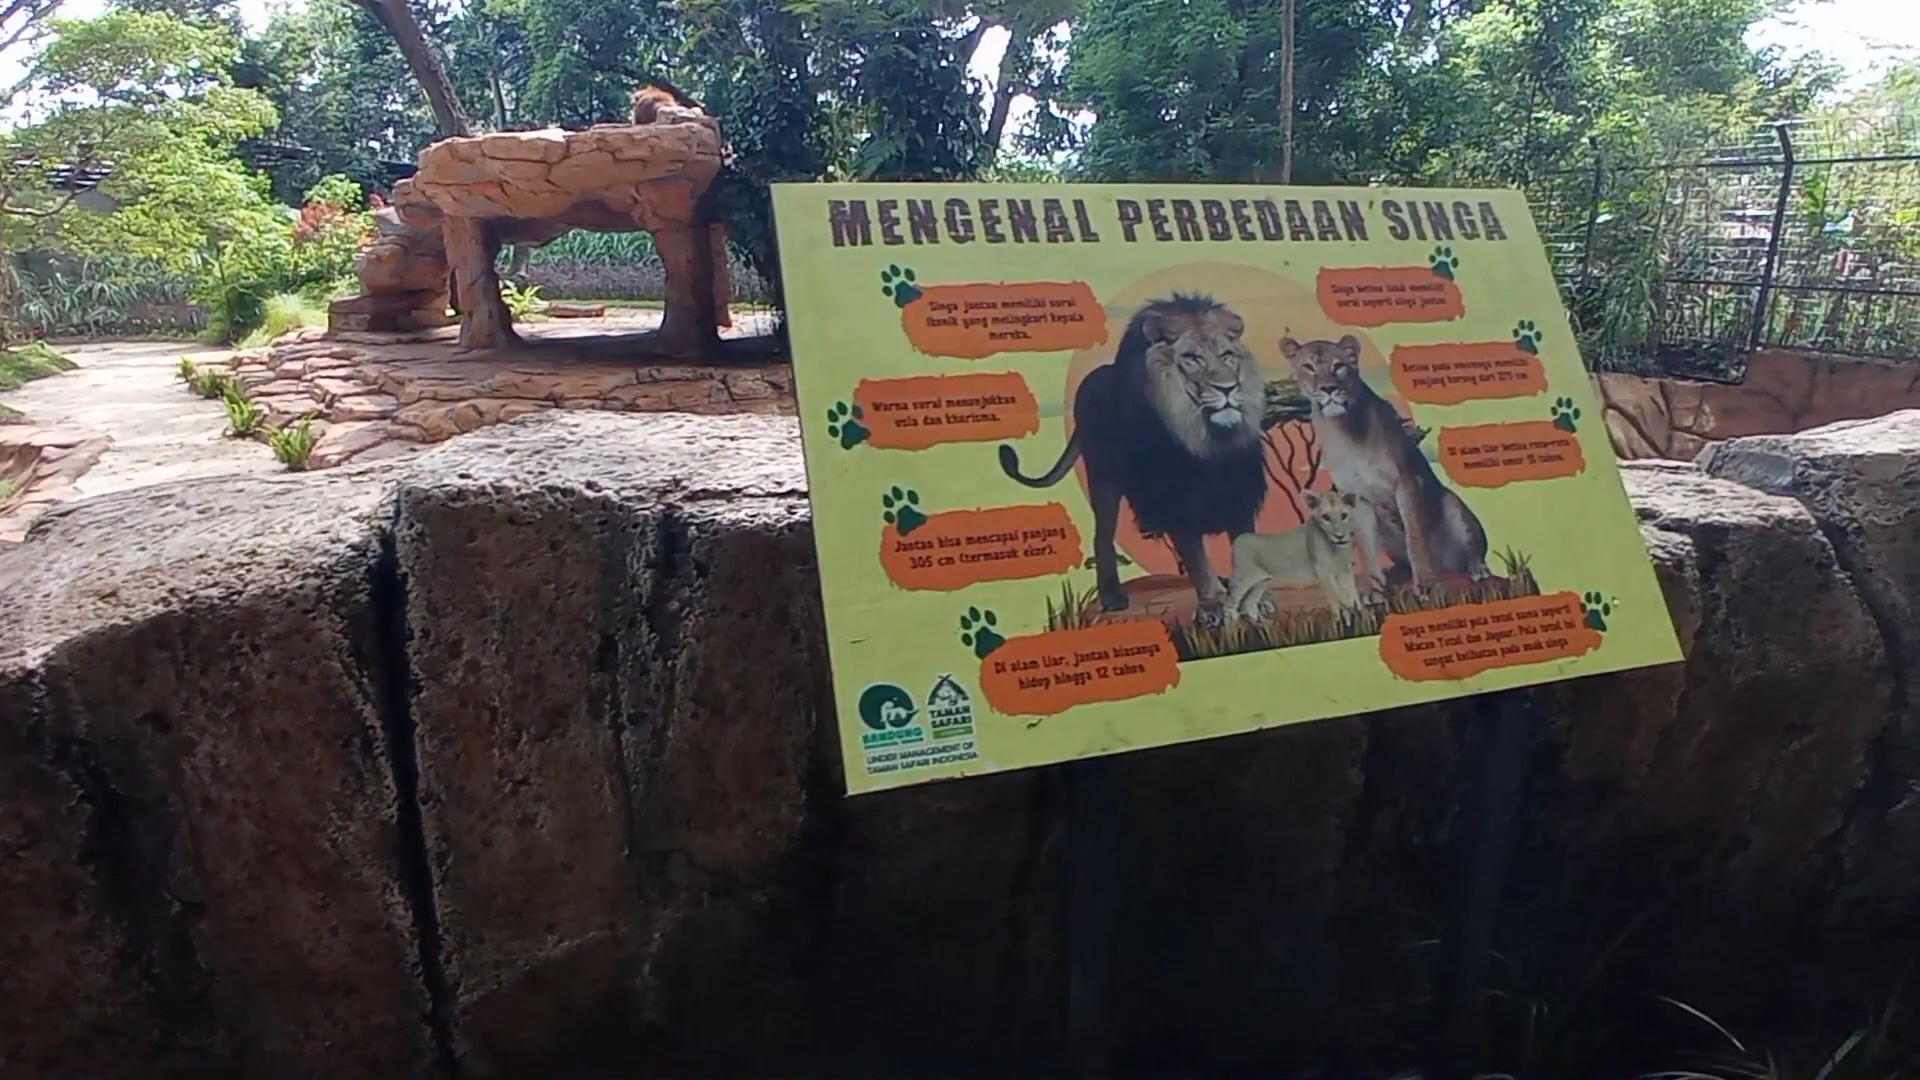 MENGENAL PERBEDAAN SINGA
Singa jantan memiliki surai
ikonik yang melingkari kepala
mereka.
Warna surai menunjukkan
usia dan kharisma.
Jantan bisa mencapai panjang
305 cm (termasuk ekor).
Di alam liar, jantan biasanya
hidup hingga 12 tahun
Singa betina tidak memiliki
surai seperti singa jantan
Betina pada umumnya memiliki
panjang kurang dari 275 cm
Di alam liar betina rata-rata
memiliki umur 15 tahun.
Singa memiliki pola totol sama seperti
Macan Tutul dan Jaguar. Pola totol ini
sangat kelihatan pada anak singa
BANDUNG
TAMAN
SAFARI
UNDER MANAGEMENT OF
TAMAN SAFARI INDONESIA